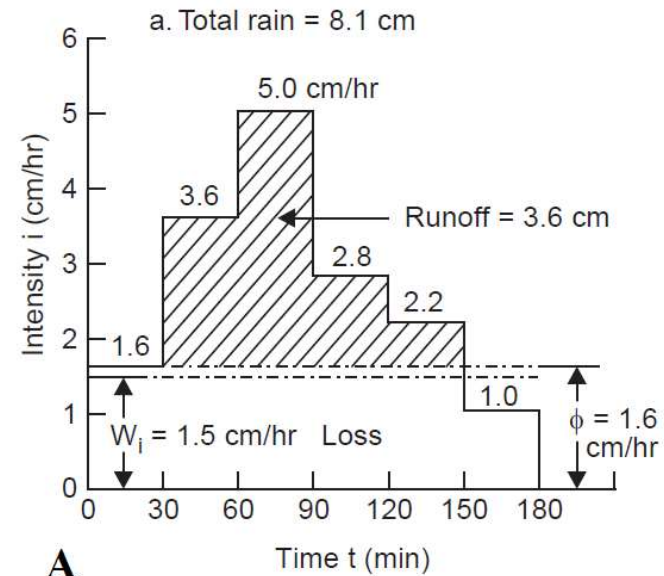 a. Total rain = 8.1 cm
6
5
4
3
2
1
0
Intensity i (cm/hr)
5.0 cm/hr
3.6
Runoff = 3.6 cm
2.8
2.2
1.6
1.0
Wi = 1.5 cm/hr Loss
ϕ = 1.6
cm/hr
0 30 60 90 120 150 180
Time t (min)
A